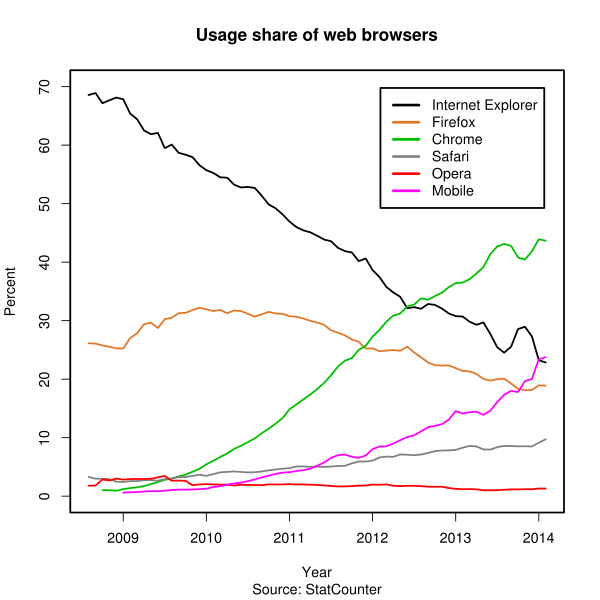 Usage share of web browsers
Percent
70
60
50
40
30
20
10
0
Internet Explorer
Firefox
Chrome
Safari
Opera
Mobile
2009 2010 2011 2012 2013 2014
Year
Source: StatCounter